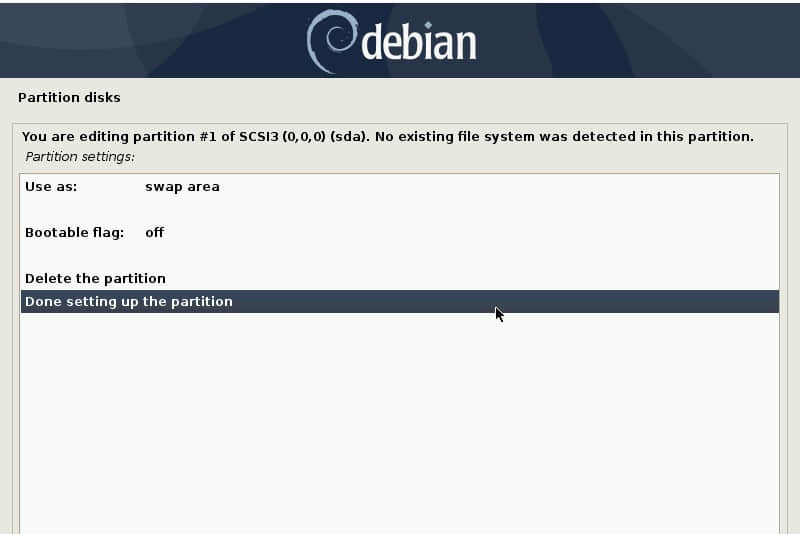 debian
Partition disks
You are editing partition #1 of SCSI3 (0,0,0) (sda). No existing file system was detected in this partition.
Partition settings:
Use as: swap area
Bootable flag: off
Delete the partition
Done setting up the partition